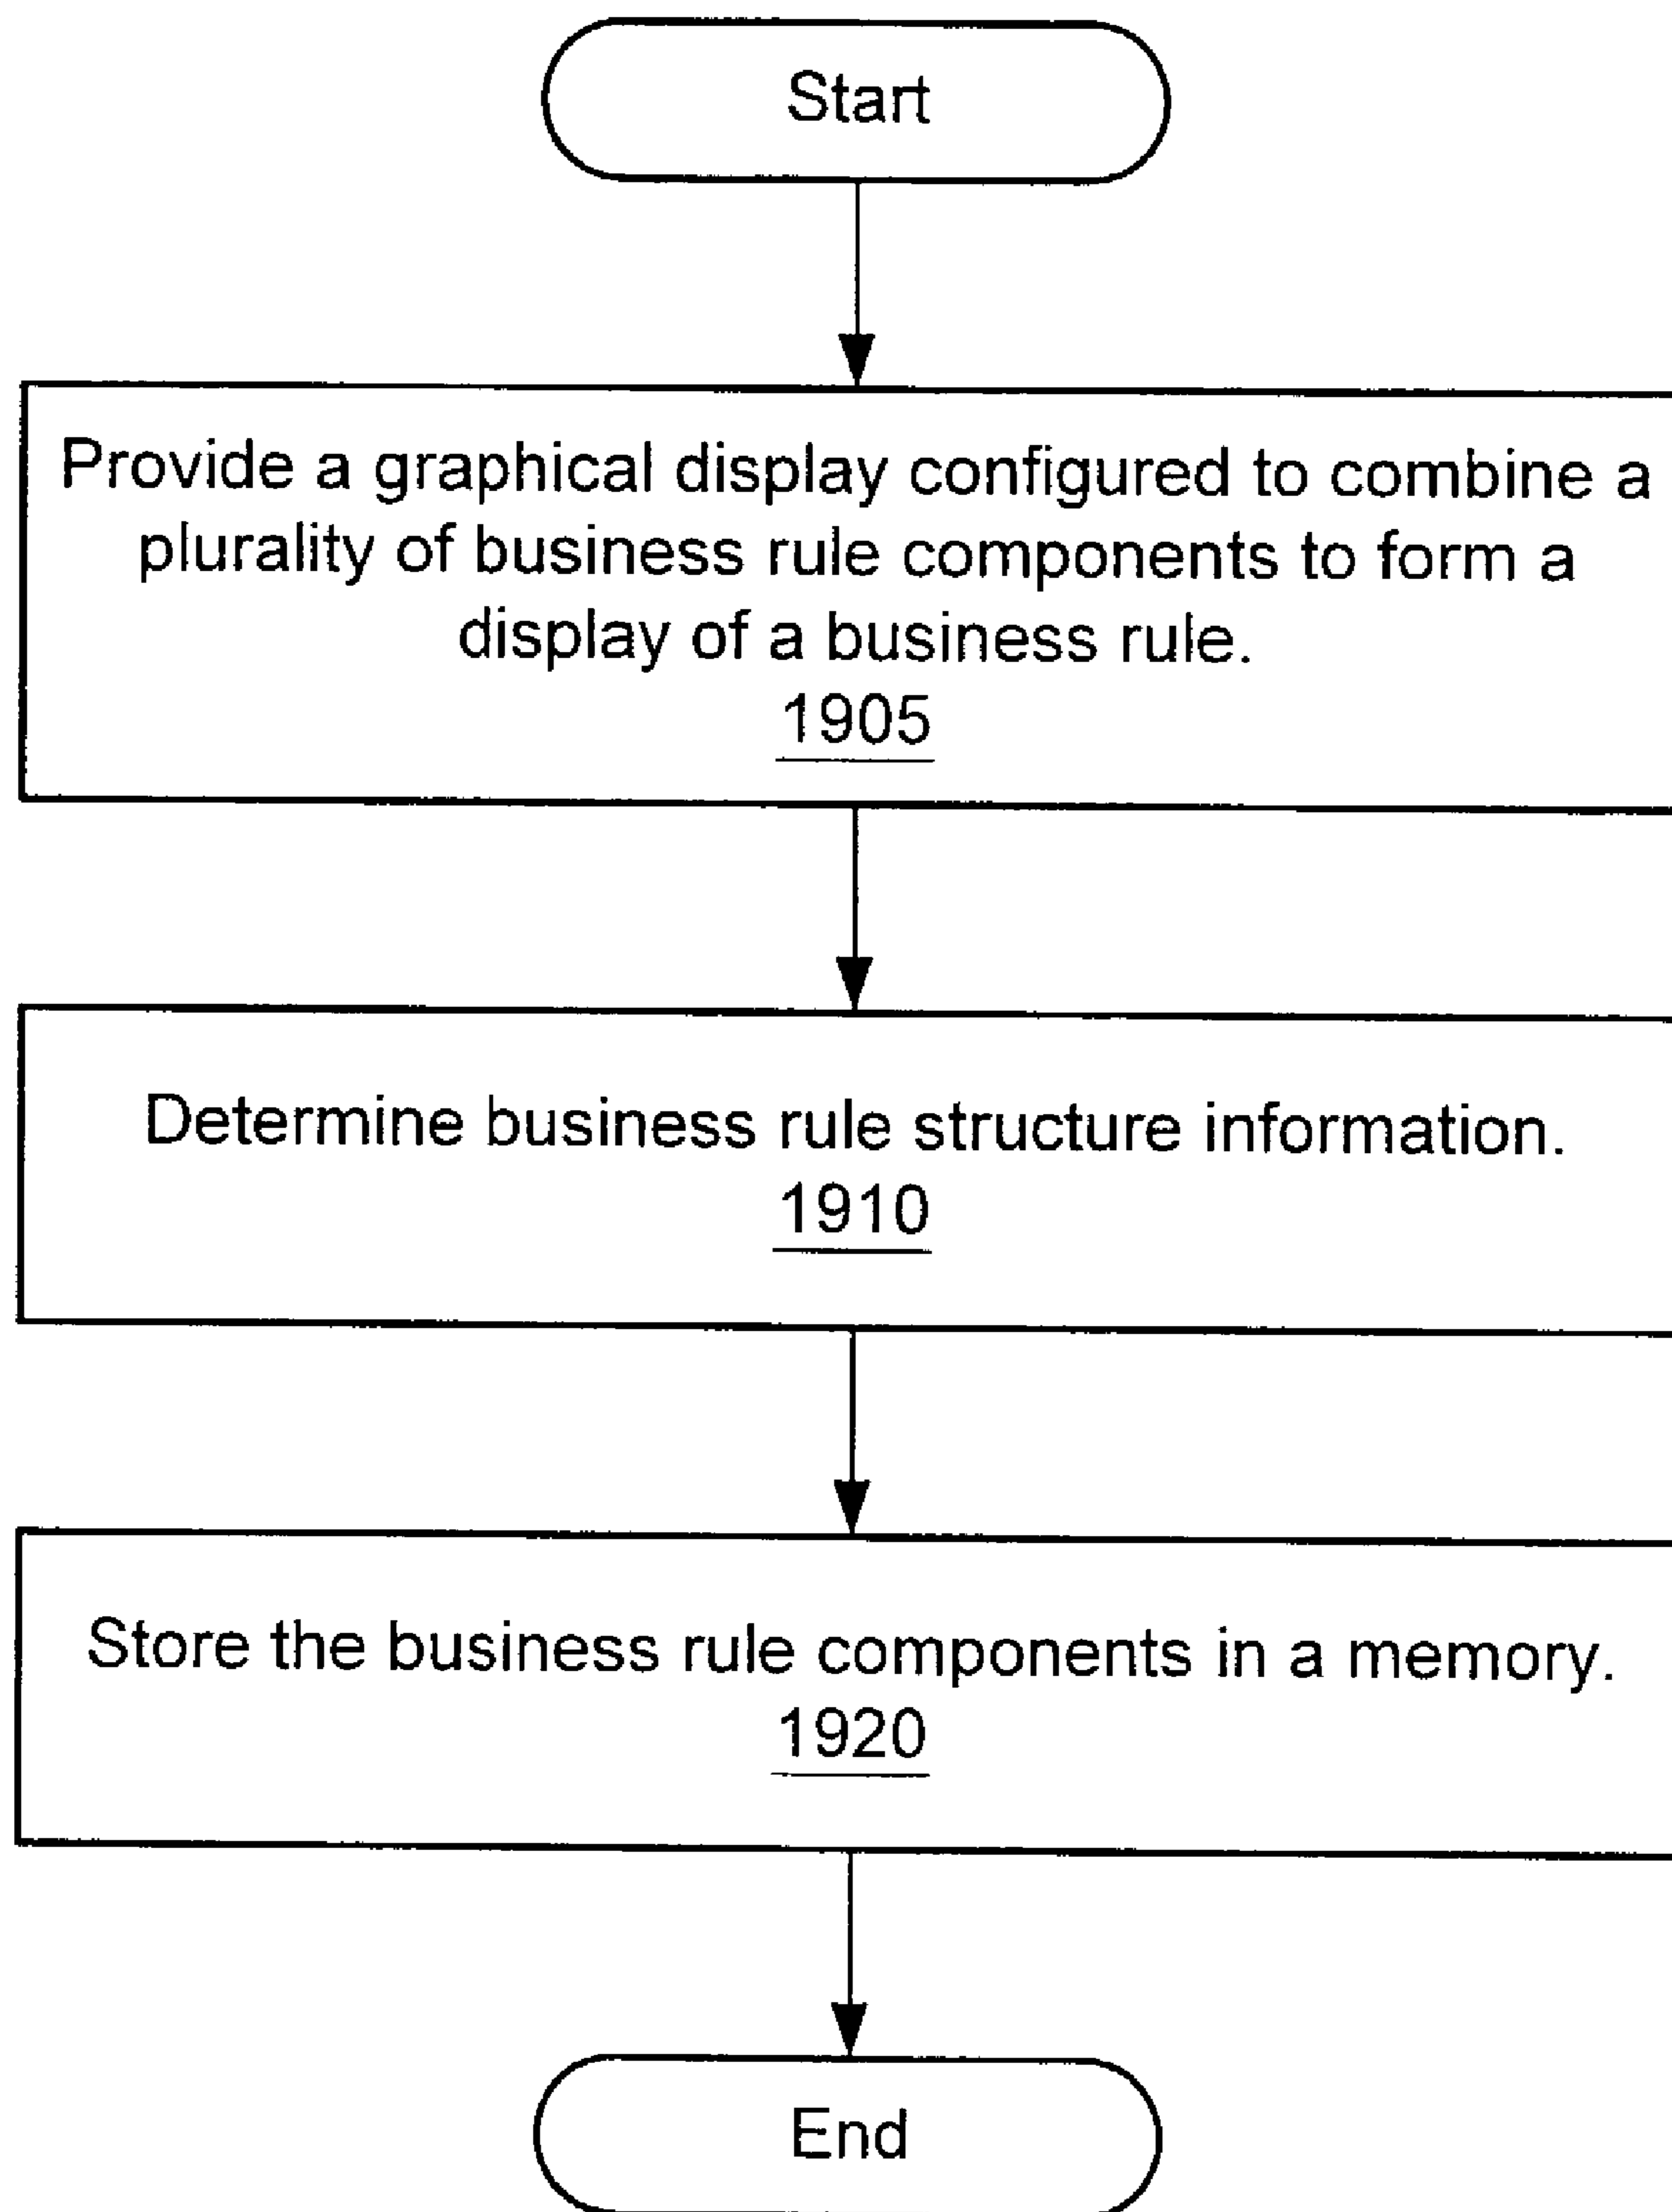 Start
Provide a graphical display configured to combine a
plurality of business rule components to form a
display of a business rule.
1905
Determine business rule structure information.
1910
Store the business rule components in a memory.
1920
End